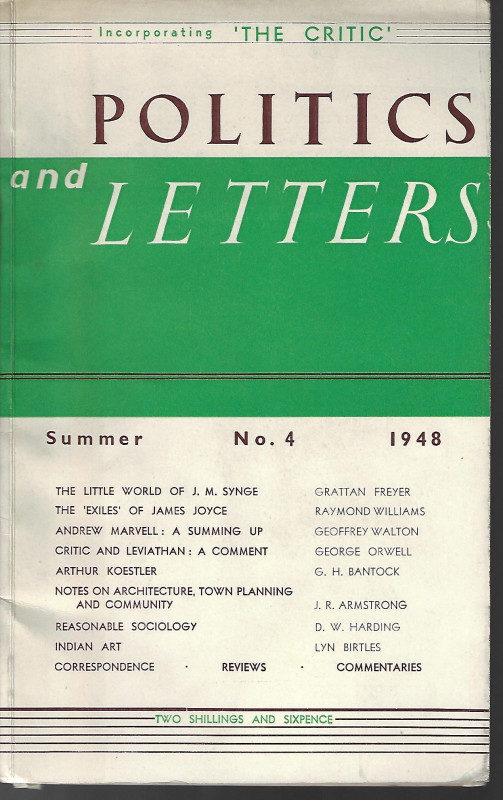 Incorporating 'THE CRITIC'
POLITICS
and
LETTERS
Summer No. 4 1948
THE LITTLE WORLD OF J. M. SYNGE GRATTAN FREYER
THE 'EXILES' OF JAMES JOYCE RAYMOND WILLIAMS
ANDREW MARVELL : A SUMMING UP GEOFFREY WALTON
CRITIC AND LEVIATHAN : A COMMENT GEORGE ORWELL
ARTHUR KOESTLER G. H. BANTOCK
NOTES ON ARCHITECTURE, TOWN PLANNING
AND COMMUNITY J. R. ARMSTRONG
REASONABLE SOCIOLOGY D. W. HARDING
INDIAN ART LYN BIRTLES
CORRESPONDENCE · REVIEWS · COMMENTARIES
TWO SHILLINGS AND SIXPENCE